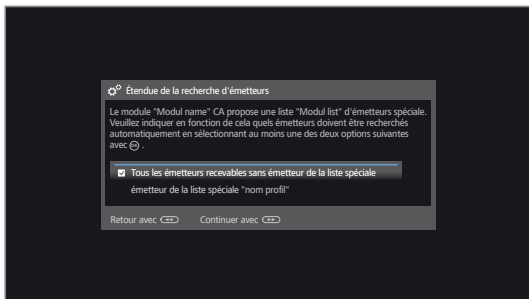 Étendue de la recherche d'émetteurs
Le module "Modul name" CA propose une liste "Modul list" d'émetteurs spéciale.
Veuillez indiquer en fonction de cela quels émetteurs doivent être recherchés
automatiquement en sélectionnant au moins une des deux options suivantes
avec OK .
Tous les émetteurs recevables sans émetteur de la liste spéciale
émetteur de la liste spéciale "nom profil"
Retour avec Continuer avec